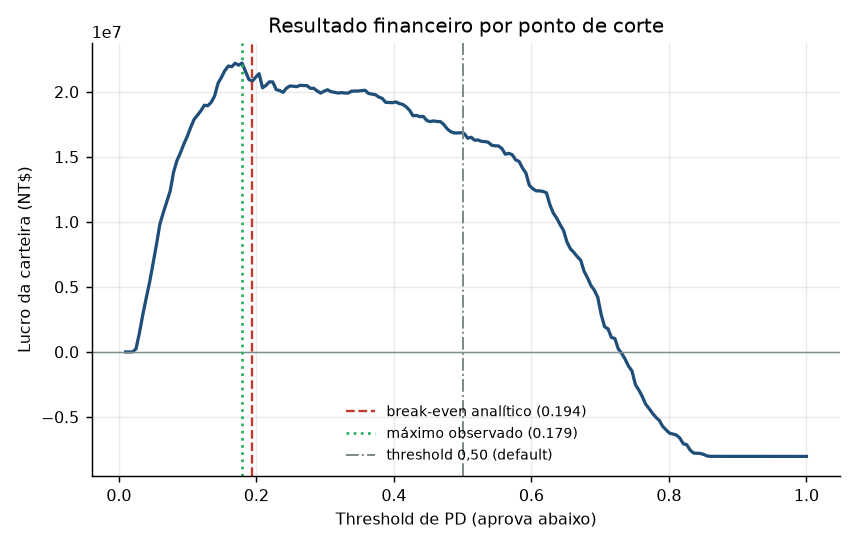 Resultado financeiro por ponto de corte
1e7
2.0
1.5
1.0
0.5
0.0
−0.5
Lucro da carteira (NT$)
break-even analítico (0.194)
máximo observado (0.179)
threshold 0,50 (default)
0.0 0.2 0.4 0.6 0.8 1.0
Threshold de PD (aprova abaixo)